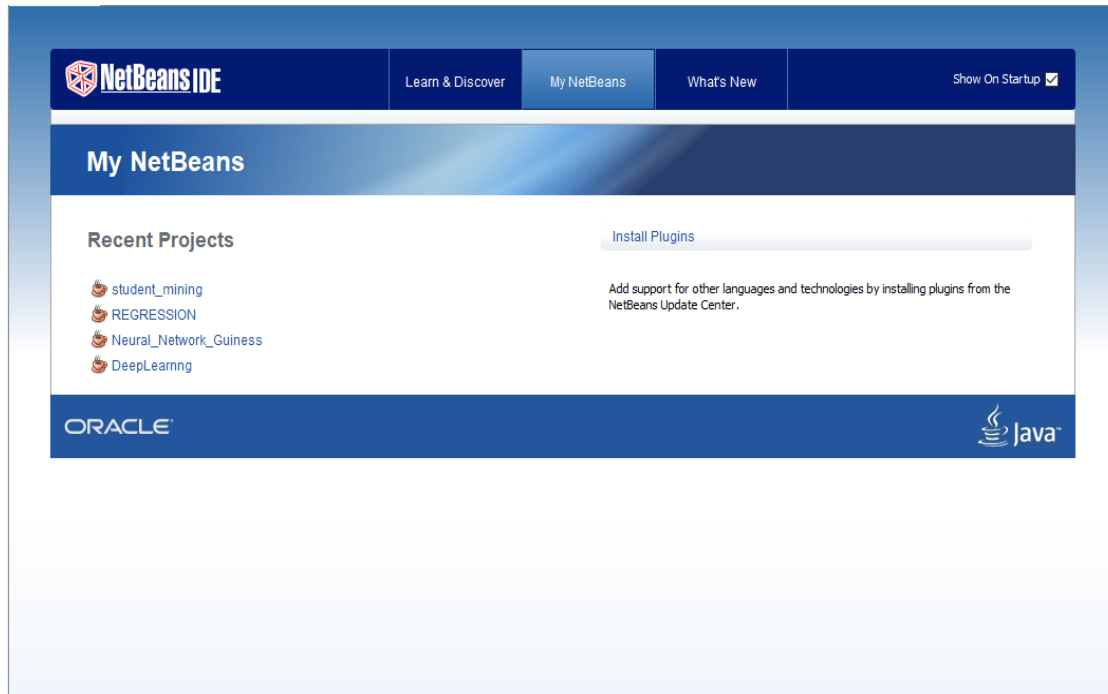 NetBeans IDE
Learn & Discover
My NetBeans
What's New
Show On Startup
My NetBeans
Recent Projects
student_mining
REGRESSION
Neural_Network_Guiness
DeepLearnng
Install Plugins
Add support for other languages and technologies by installing plugins from the
NetBeans Update Center.
ORACLE
Java